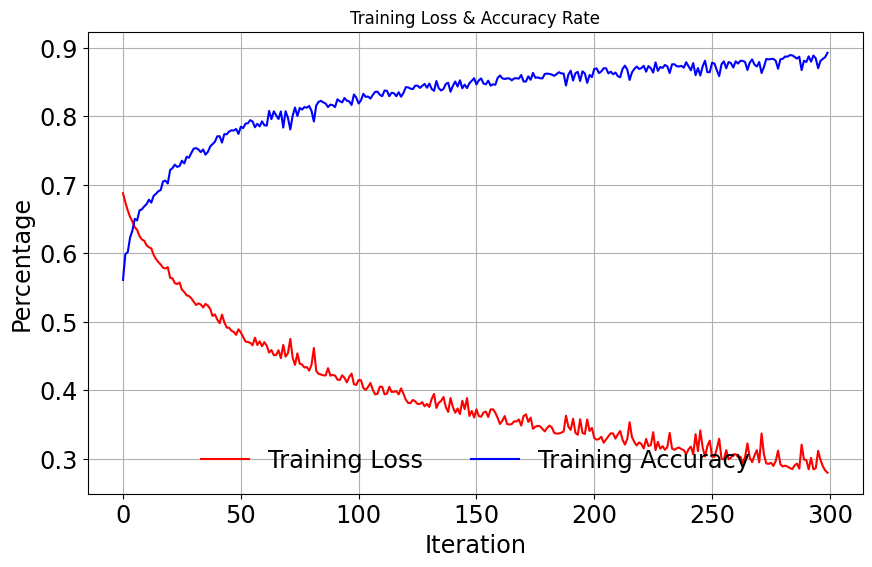 Training Loss & Accuracy Rate
0.9
0.8
0.7
0.6
0.5
0.4
0.3
Percentage
Training Loss
Training Accuracy
0 50 100 150 200 250 300
Iteration